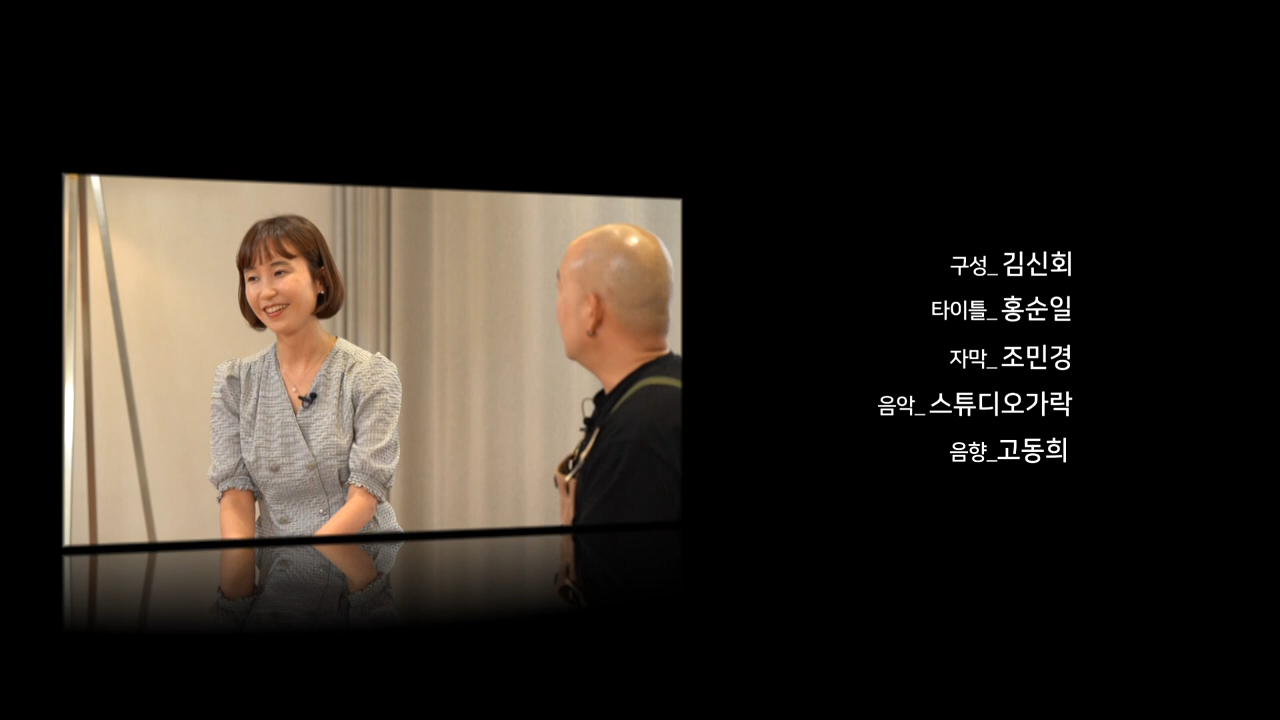 구성_ 김신회
타이틀_ 홍순일
자막_ 조민경
음악_ 스튜디오가락
음향_고동희